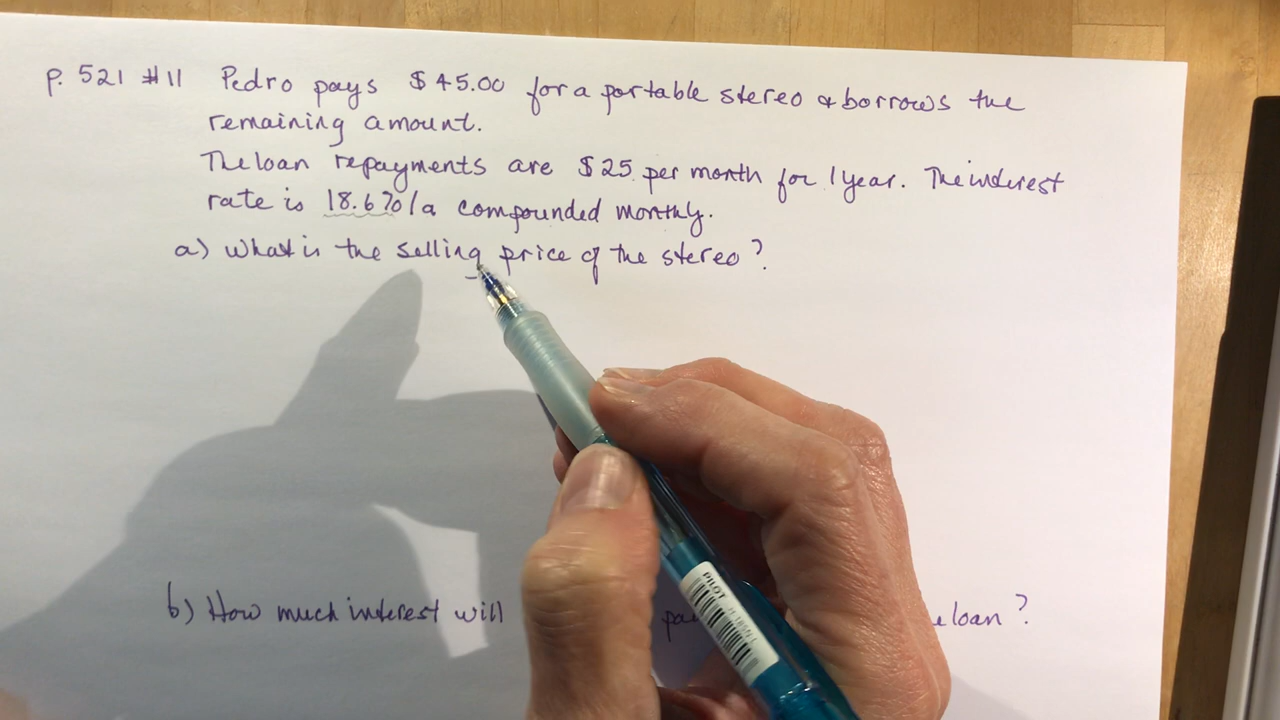 p. 521 #11 Pedro pays $45.00 for a portable stereo & borrows the
remaining amount.
The loan repayments are $25 per month for 1 year. The interest
rate is 18.6%/a compounded monthly.
a) What is the selling price of the stereo?
b) How much interest will loan?
PILOT